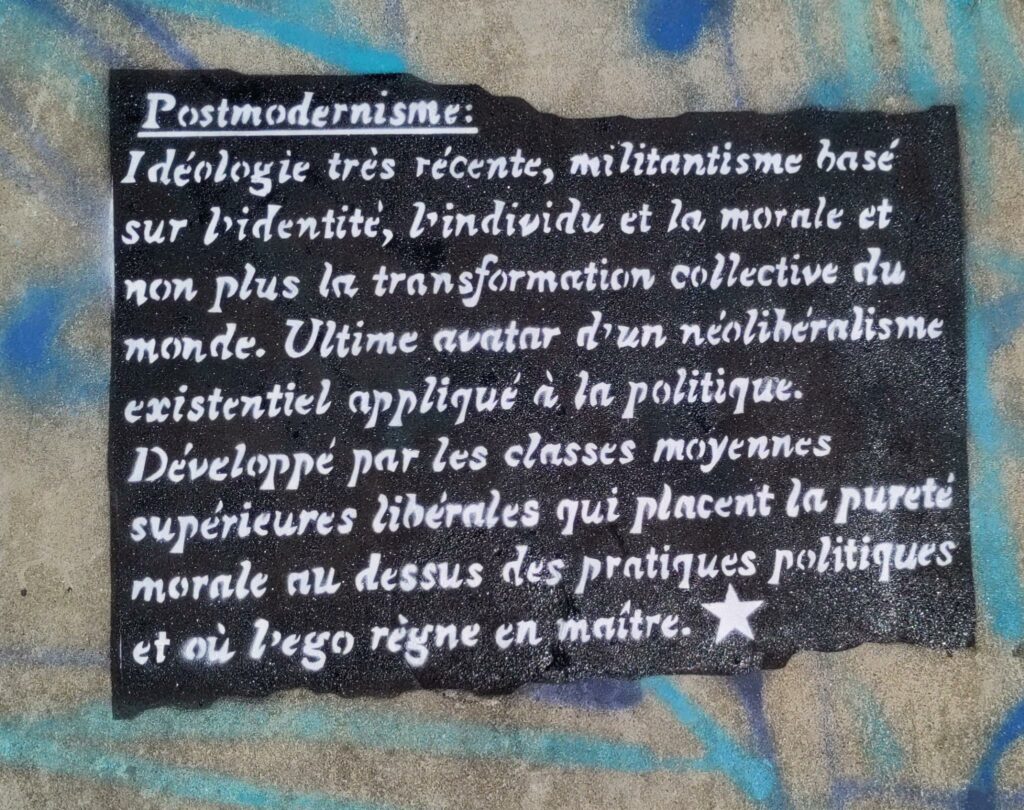 Postmodernisme:
Idéologie très récente, militantisme basé
sur l'identité, l'individu et la morale et
non plus la transformation collective du
monde. Ultime avatar d'un néolibéralisme
existentiel appliqué à la politique.
Développé par les classes moyennes
supérieures libérales qui placent la pureté
morale au dessus des pratiques politiques
et où l'ego règne en maître.